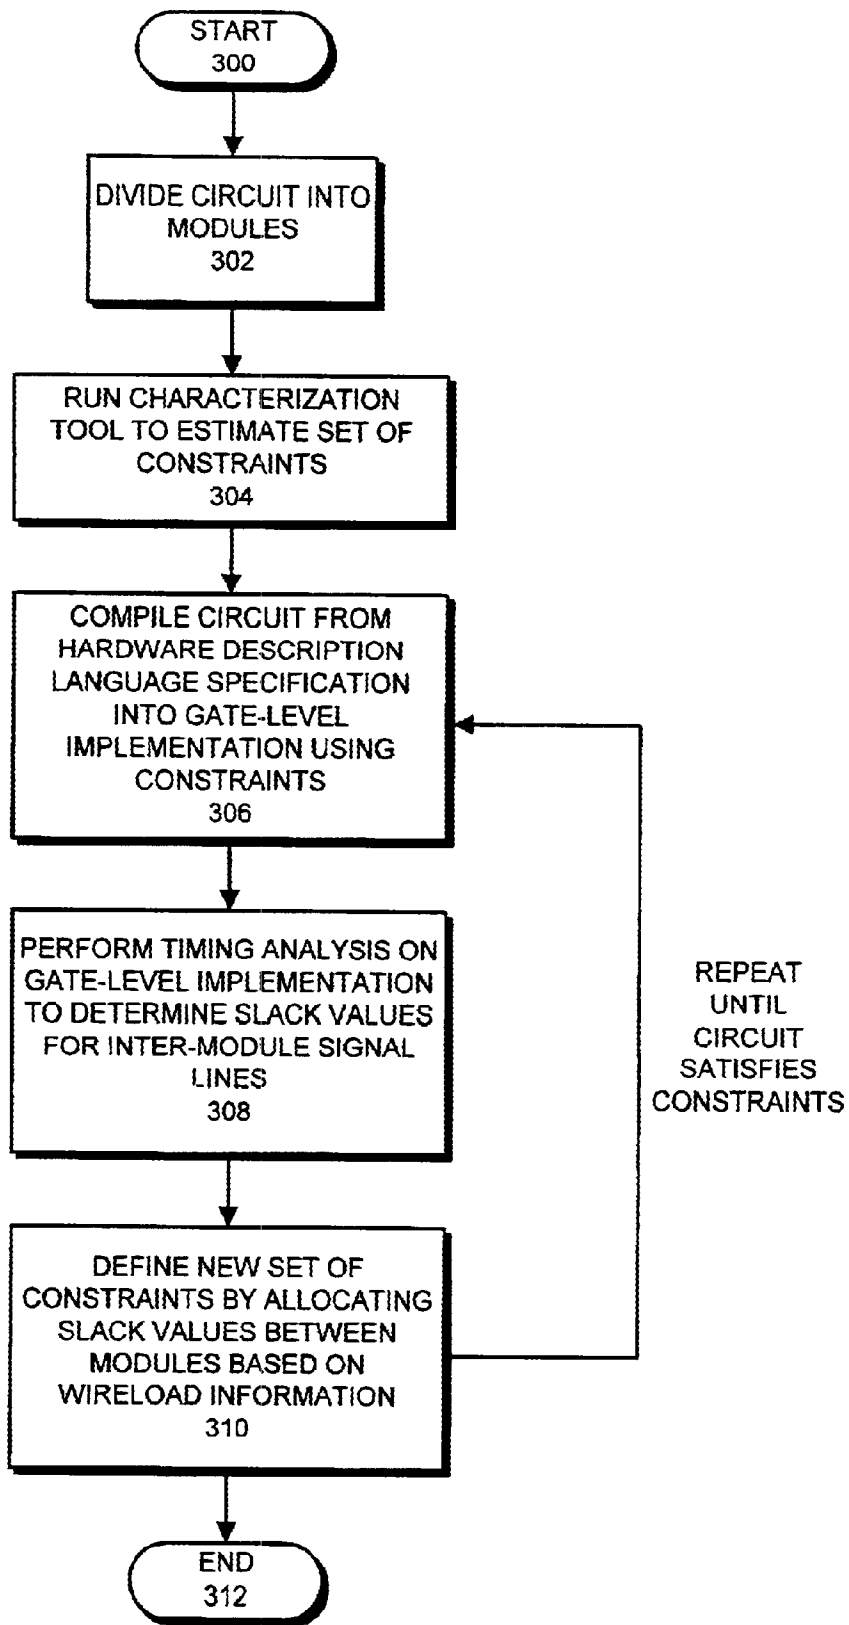 START
300
DIVIDE CIRCUIT INTO
MODULES
302
RUN CHARACTERIZATION
TOOL TO ESTIMATE SET OF
CONSTRAINTS
304
COMPILE CIRCUIT FROM
HARDWARE DESCRIPTION
LANGUAGE SPECIFICATION
INTO GATE-LEVEL
IMPLEMENTATION USING
CONSTRAINTS
306
PERFORM TIMING ANALYSIS ON
GATE-LEVEL IMPLEMENTATION
TO DETERMINE SLACK VALUES
FOR INTER-MODULE SIGNAL
LINES
308
REPEAT
UNTIL
CIRCUIT
SATISFIES
CONSTRAINTS
DEFINE NEW SET OF
CONSTRAINTS BY ALLOCATING
SLACK VALUES BETWEEN
MODULES BASED ON
WIRELOAD INFORMATION
310
END
312